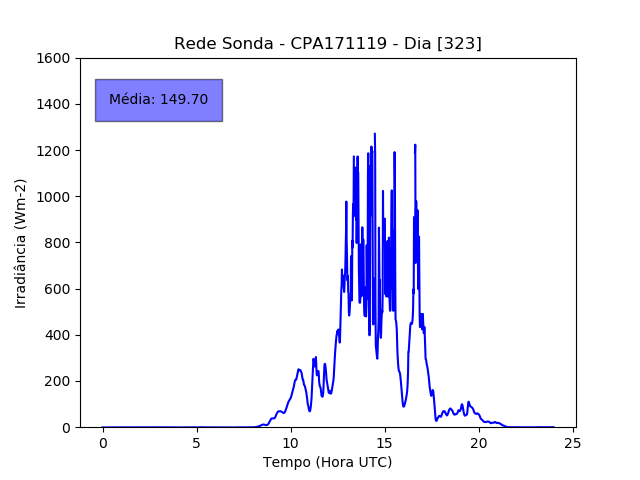 Rede Sonda - CPA171119 - Dia [323]
1600
1400
1200
1000
800
600
400
200
0
Irradiância (Wm-2)
Média: 149.70
0 5 10 15 20 25
Tempo (Hora UTC)